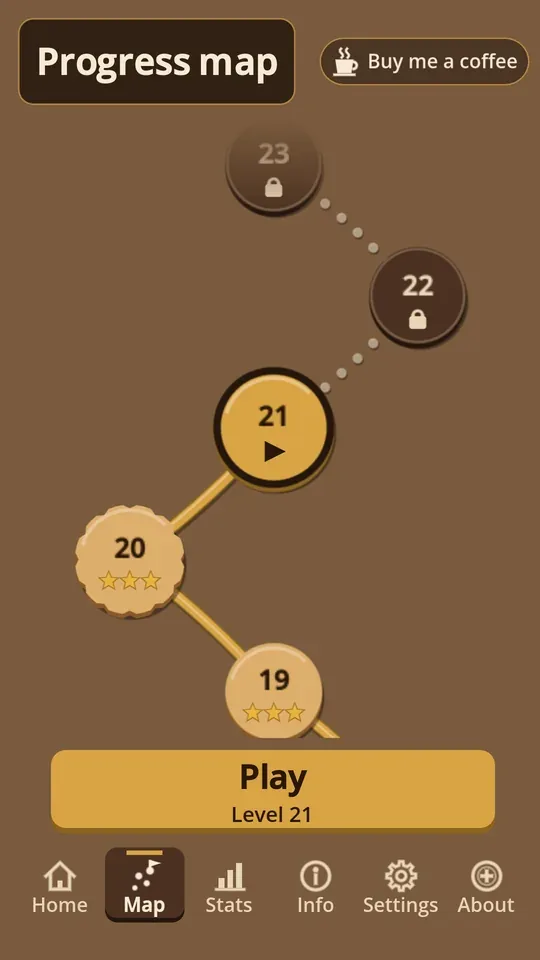 Progress map
Buy me a coffee
23
22
21
20
19
Play
Level 21
Home
Map
Stats
Info
Settings
About